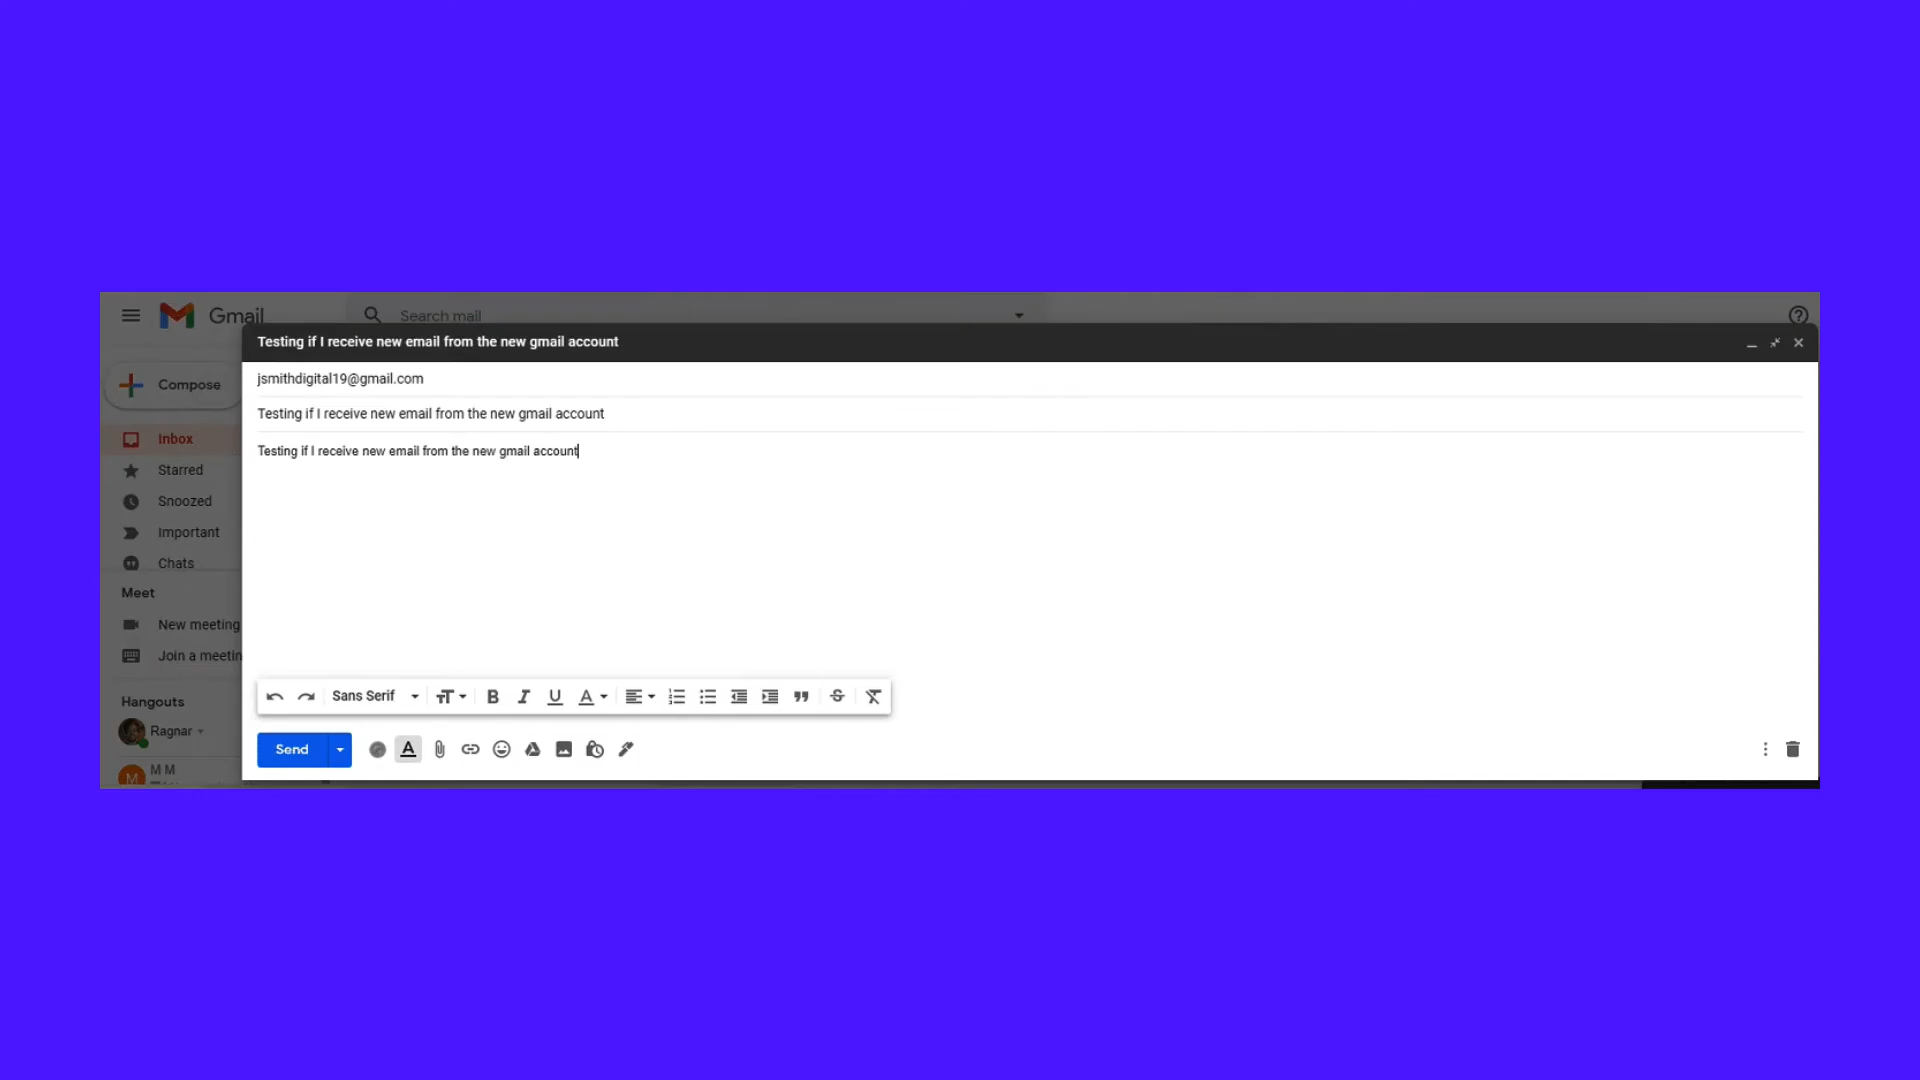 Gmail
Search mail
Testing if I receive new email from the new gmail account
jsmithdigital19@gmail.com
Testing if I receive new email from the new gmail account
Testing if I receive new email from the new gmail account
Compose
Inbox
Starred
Snoozed
Important
Chats
Meet
New meeting
Join a meetin
Hangouts
Ragnar
M M
M
Sans Serif
Send